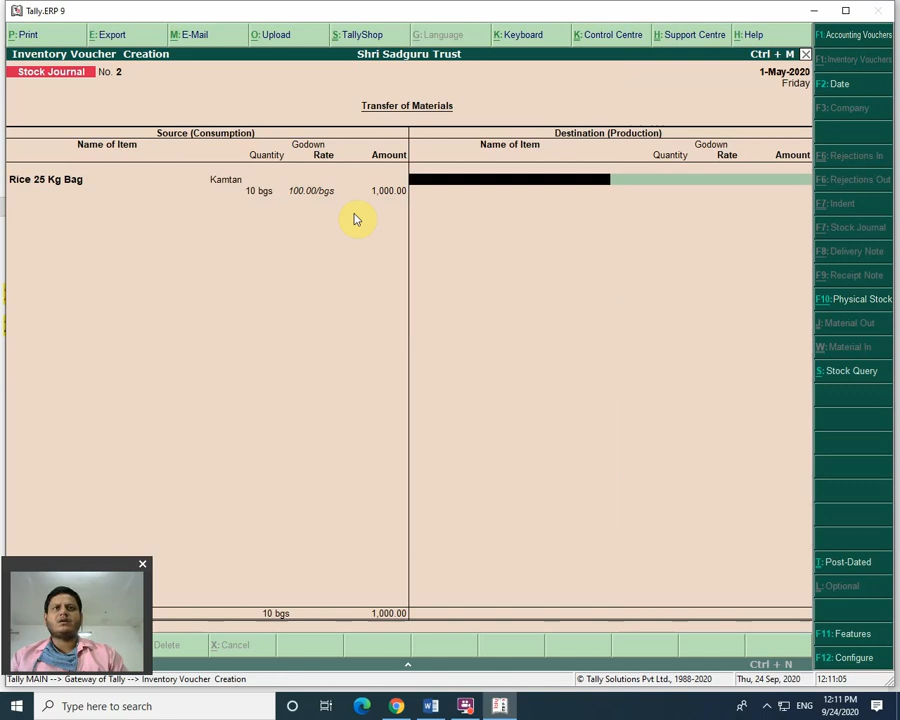 Tally.ERP 9
P: Print E: Export M: E-Mail O: Upload S: TallyShop G: Language K: Keyboard K: Control Centre H: Support Centre H: Help
F1: Accounting Vouchers
Inventory Voucher Creation Shri Sadguru Trust Ctrl + M
F1: Inventory Vouchers
Stock Journal No. 2 1-May-2020
Friday
F2: Date
Transfer of Materials
F3: Company
Source (Consumption) Destination (Production)
Name of Item Godown Name of Item Godown
Quantity Rate Amount Quantity Rate Amount
F6: Rejections In
Rice 25 Kg Bag Kamtan
F6: Rejections Out
10 bgs 100.00/bgs 1,000.00
F7: Indent
F7: Stock Journal
F8: Delivery Note
F9: Receipt Note
F10: Physical Stock
J: Material Out
W: Material In
S: Stock Query
T: Post-Dated
L: Optional
10 bgs 1,000.00
F11: Features
Delete X: Cancel
F12: Configure
Ctrl + N
Tally MAIN --> Gateway of Tally --> Inventory Voucher Creation © Tally Solutions Pvt Ltd., 1988-2020 Thu, 24 Sep, 2020 12:11:05
Type here to search ENG 12:11 PM
9/24/2020